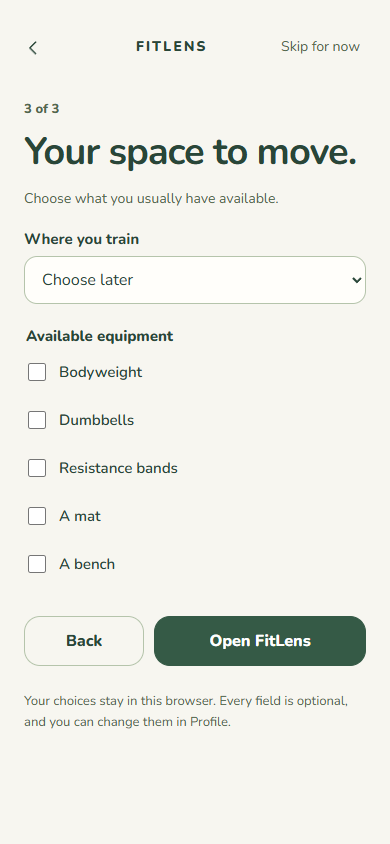 FITLENS
Skip for now
3 of 3
Your space to move.
Choose what you usually have available.
Where you train
Choose later
Available equipment
Bodyweight
Dumbbells
Resistance bands
A mat
A bench
Back
Open FitLens
Your choices stay in this browser. Every field is optional,
and you can change them in Profile.